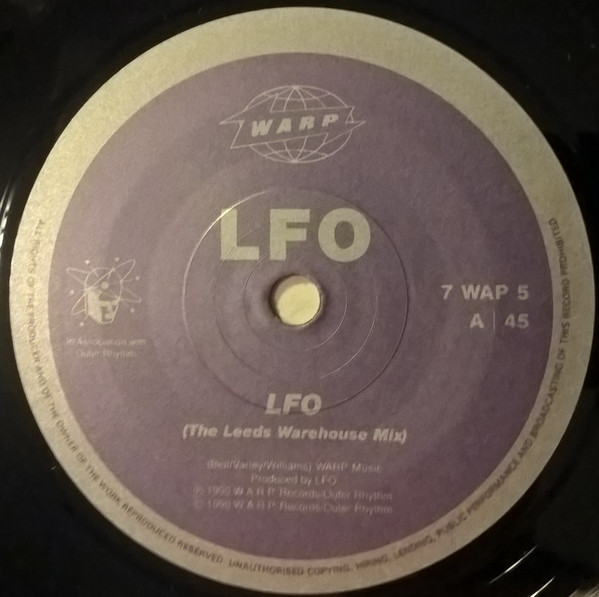 WARP
LFO
7 WAP 5
A | 45
In Association with
Outer Rhythm
LFO
(The Leeds Warehouse Mix)
(Bell/Varley/Williams) WARP Music
Produced by LFO
℗ 1990 W.A.R.P. Records/Outer Rhythm
© 1990 W.A.R.P. Records/Outer Rhythm
ALL RIGHTS OF THE PRODUCER AND OF THE OWNER OF THE WORK REPRODUCED RESERVED. UNAUTHORISED COPYING, HIRING, LENDING, PUBLIC PERFORMANCE AND BROADCASTING OF THIS RECORD PROHIBITED